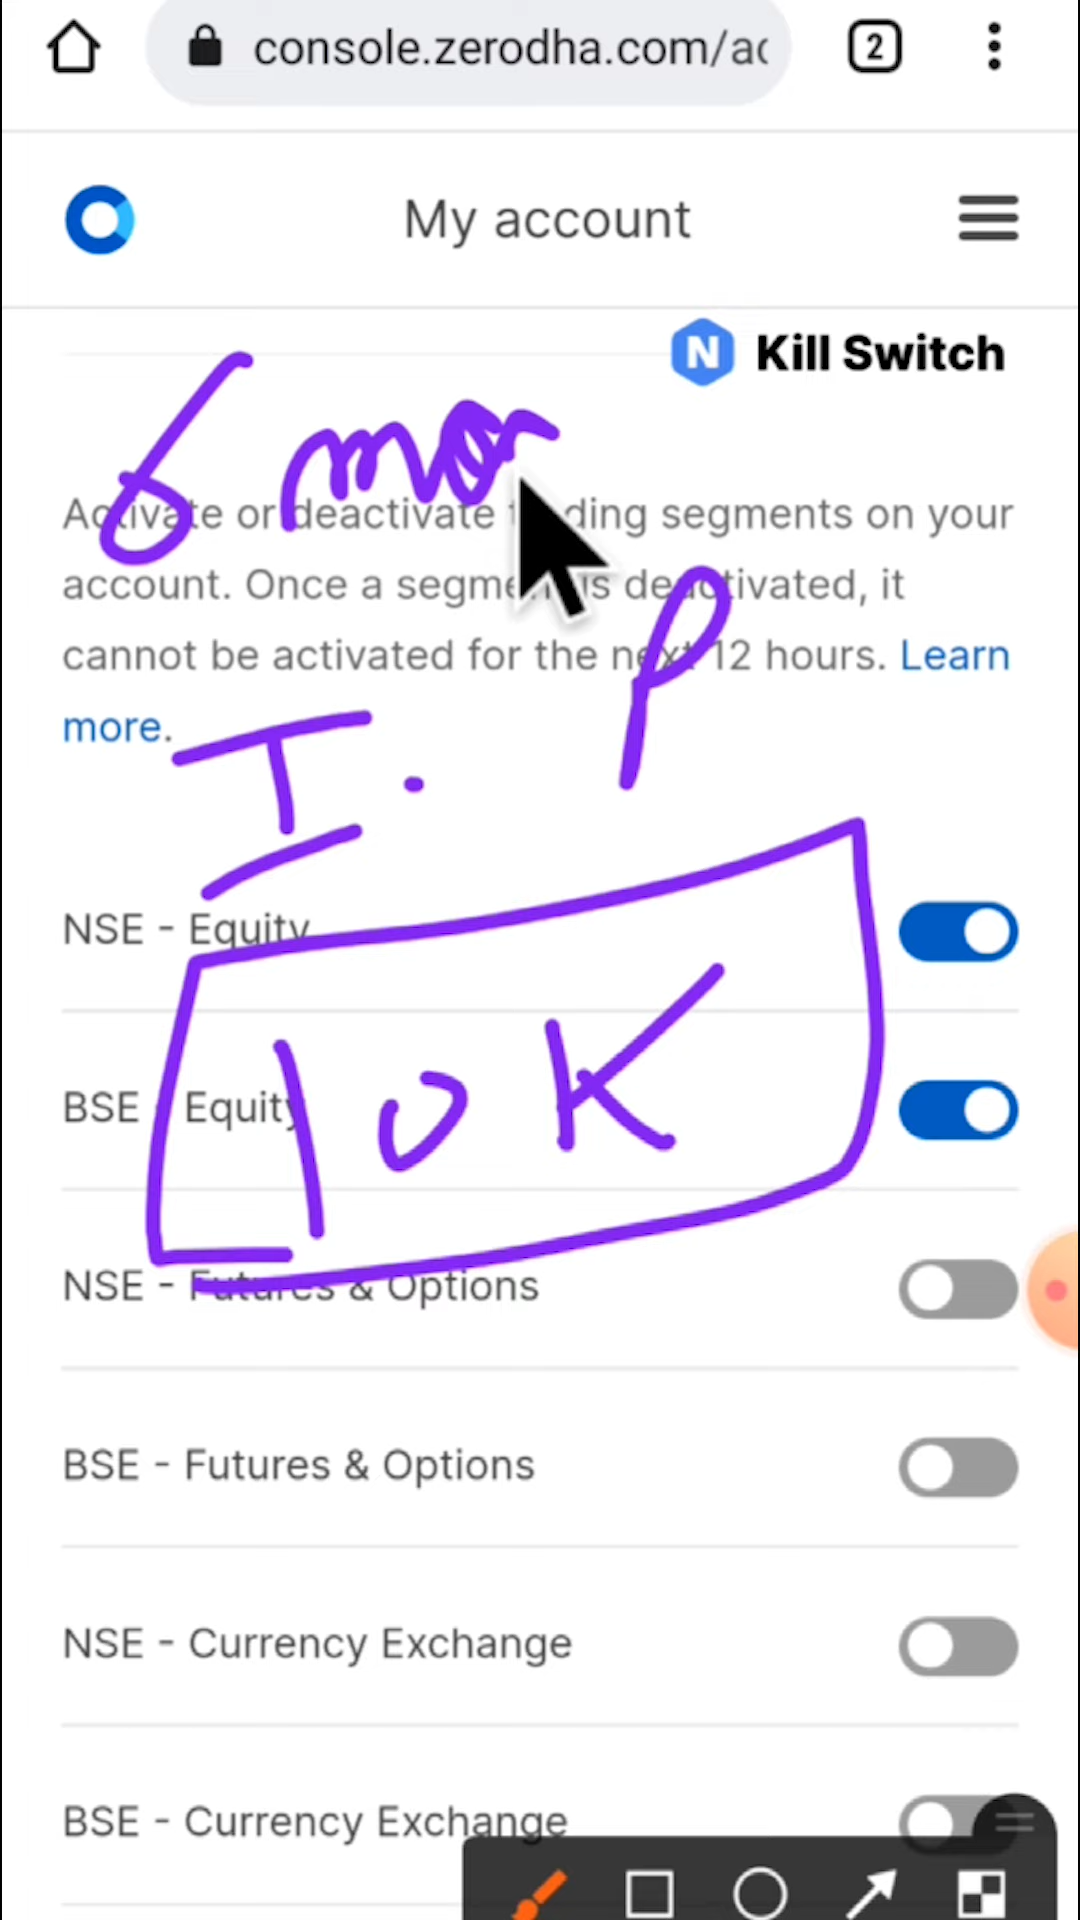 console.zerodha.com/ac
2
My account
N Kill Switch
6 mon
Activate or deactivate trading segments on your
account. Once a segment is deactivated, it
cannot be activated for the next 12 hours. Learn
more.
I. P
NSE - Equity
10K
BSE - Equity
NSE - Futures & Options
BSE - Futures & Options
NSE - Currency Exchange
BSE - Currency Exchange